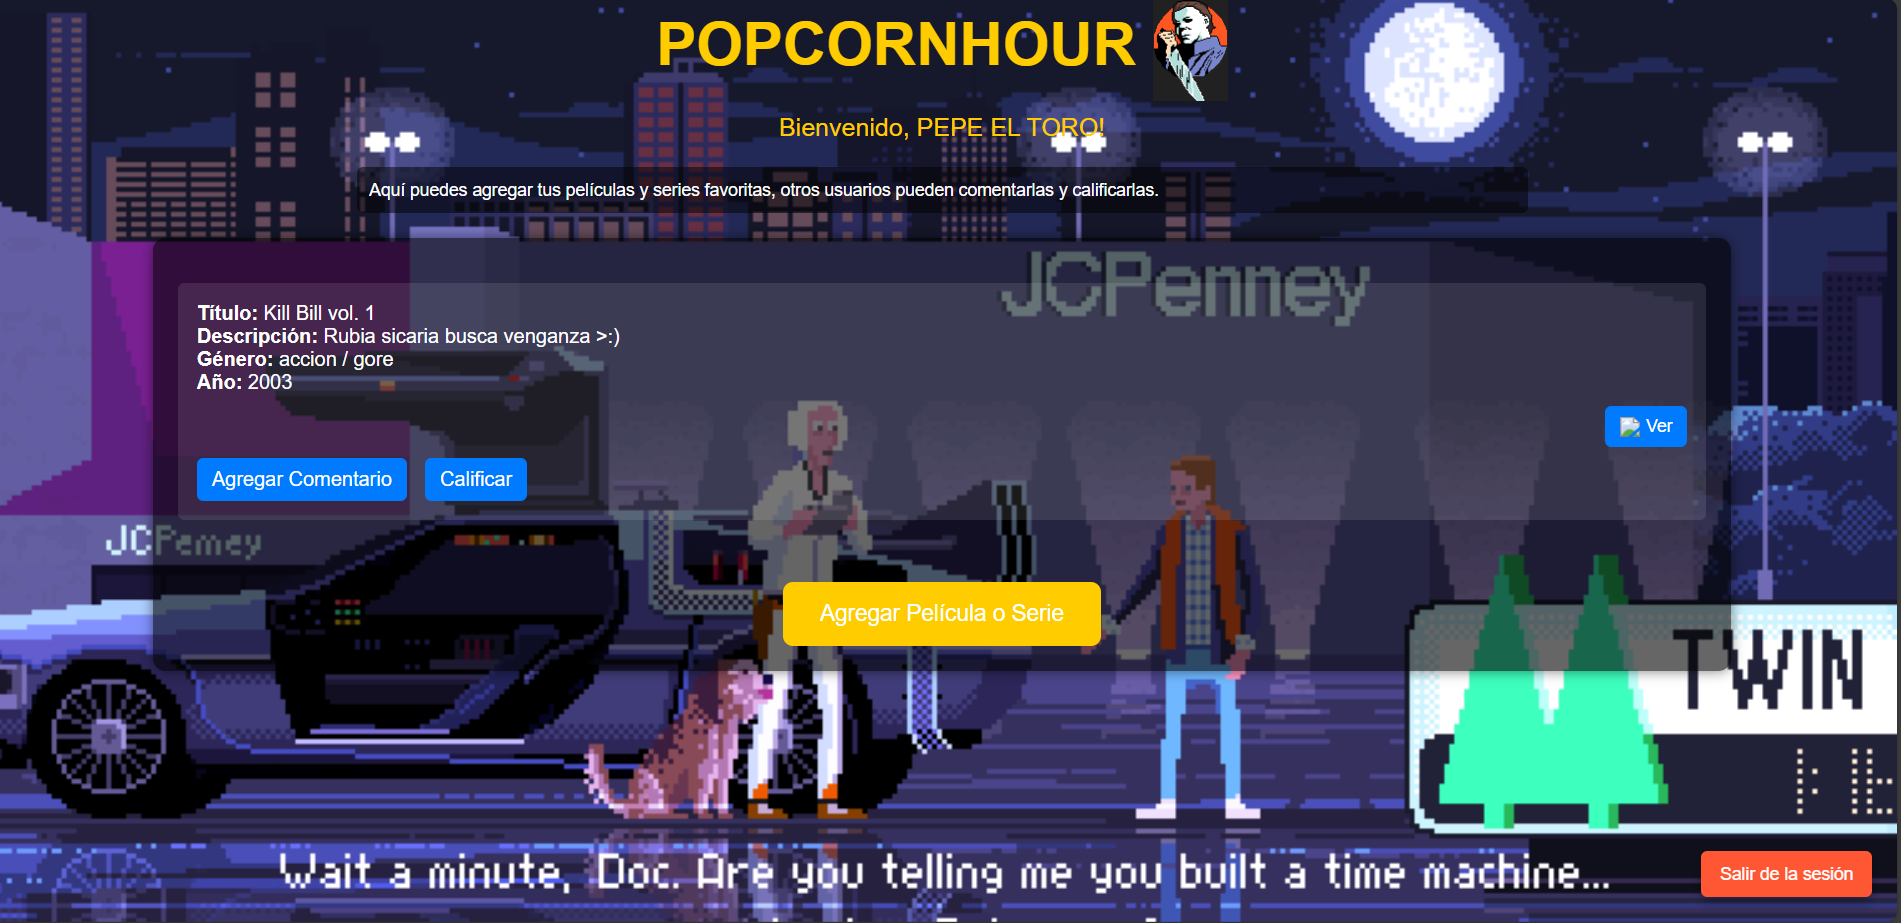 POPCORNHOUR
Bienvenido, PEPE EL TORO!
Aquí puedes agregar tus películas y series favoritas, otros usuarios pueden comentarlas y calificarlas.
JCPenney
Título: Kill Bill vol. 1
Descripción: Rubia sicaria busca venganza >:)
Género: accion / gore
Año: 2003
Ver
Agregar Comentario
Calificar
JCPenney
Agregar Película o Serie
TWIN
Wait a minute, Doc. Are you telling me you built a time machine...
Salir de la sesión